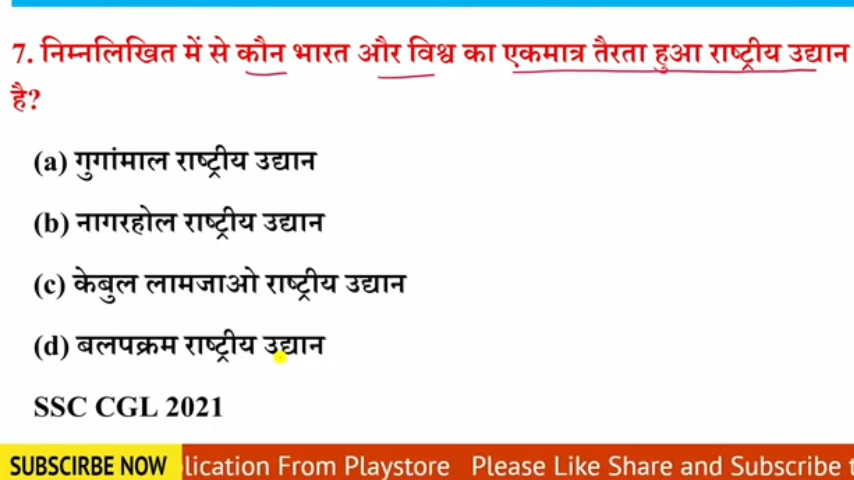 7. निम्नलिखित में से कौन भारत और विश्व का एकमात्र तैरता हुआ राष्ट्रीय उद्यान
है?
(a) गुगांमाल राष्ट्रीय उद्यान
(b) नागरहोल राष्ट्रीय उद्यान
(c) केबुल लामजाओ राष्ट्रीय उद्यान
(d) बलपक्रम राष्ट्रीय उद्यान
SSC CGL 2021
SUBSCIRBE NOW lication From Playstore Please Like Share and Subscribe t